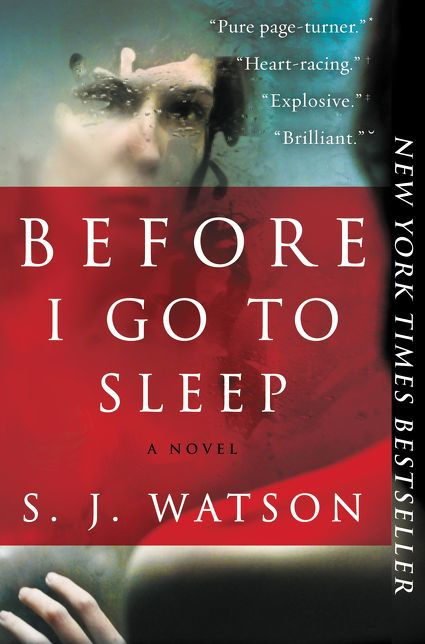 “Pure page-turner.”*
“Heart-racing.”†
“Explosive.”‡
“Brilliant.”˘
BEFORE
I GO TO
SLEEP
A NOVEL
S. J. WATSON
NEW YORK TIMES BESTSELLER